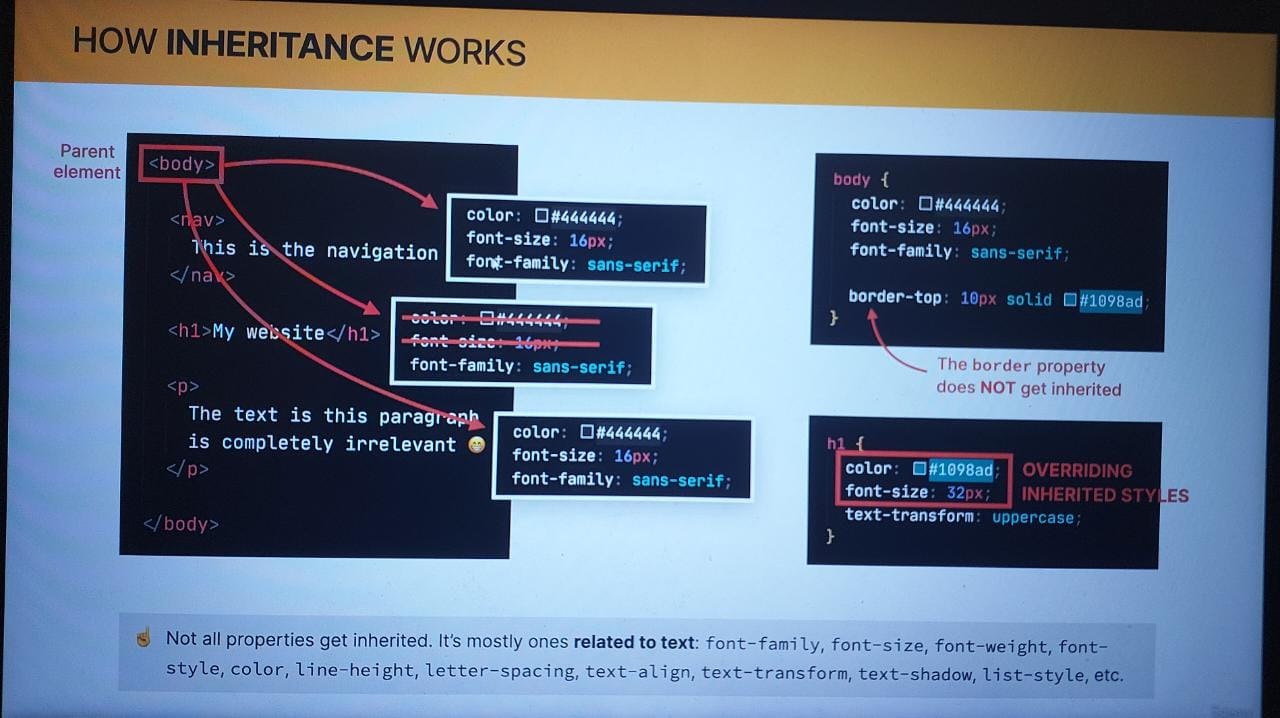 HOW INHERITANCE WORKS
Parent
element
<body>
<nav>
This is the navigation
</nav>
<h1>My website</h1>
<p>
The text is this paragraph
is completely irrelevant 😁
</p>
</body>
color: #444444;
font-size: 16px;
font-family: sans-serif;
color: #444444;
font-size: 16px;
font-family: sans-serif;
color: #444444;
font-size: 16px;
font-family: sans-serif;
body {
color: #444444;
font-size: 16px;
font-family: sans-serif;
border-top: 10px solid #1098ad;
}
The border property
does NOT get inherited
h1 {
color: #1098ad;
font-size: 32px;
text-transform: uppercase;
}
OVERRIDING
INHERITED STYLES
☝ Not all properties get inherited. It's mostly ones related to text: font-family, font-size, font-weight, font-
style, color, line-height, letter-spacing, text-align, text-transform, text-shadow, list-style, etc.